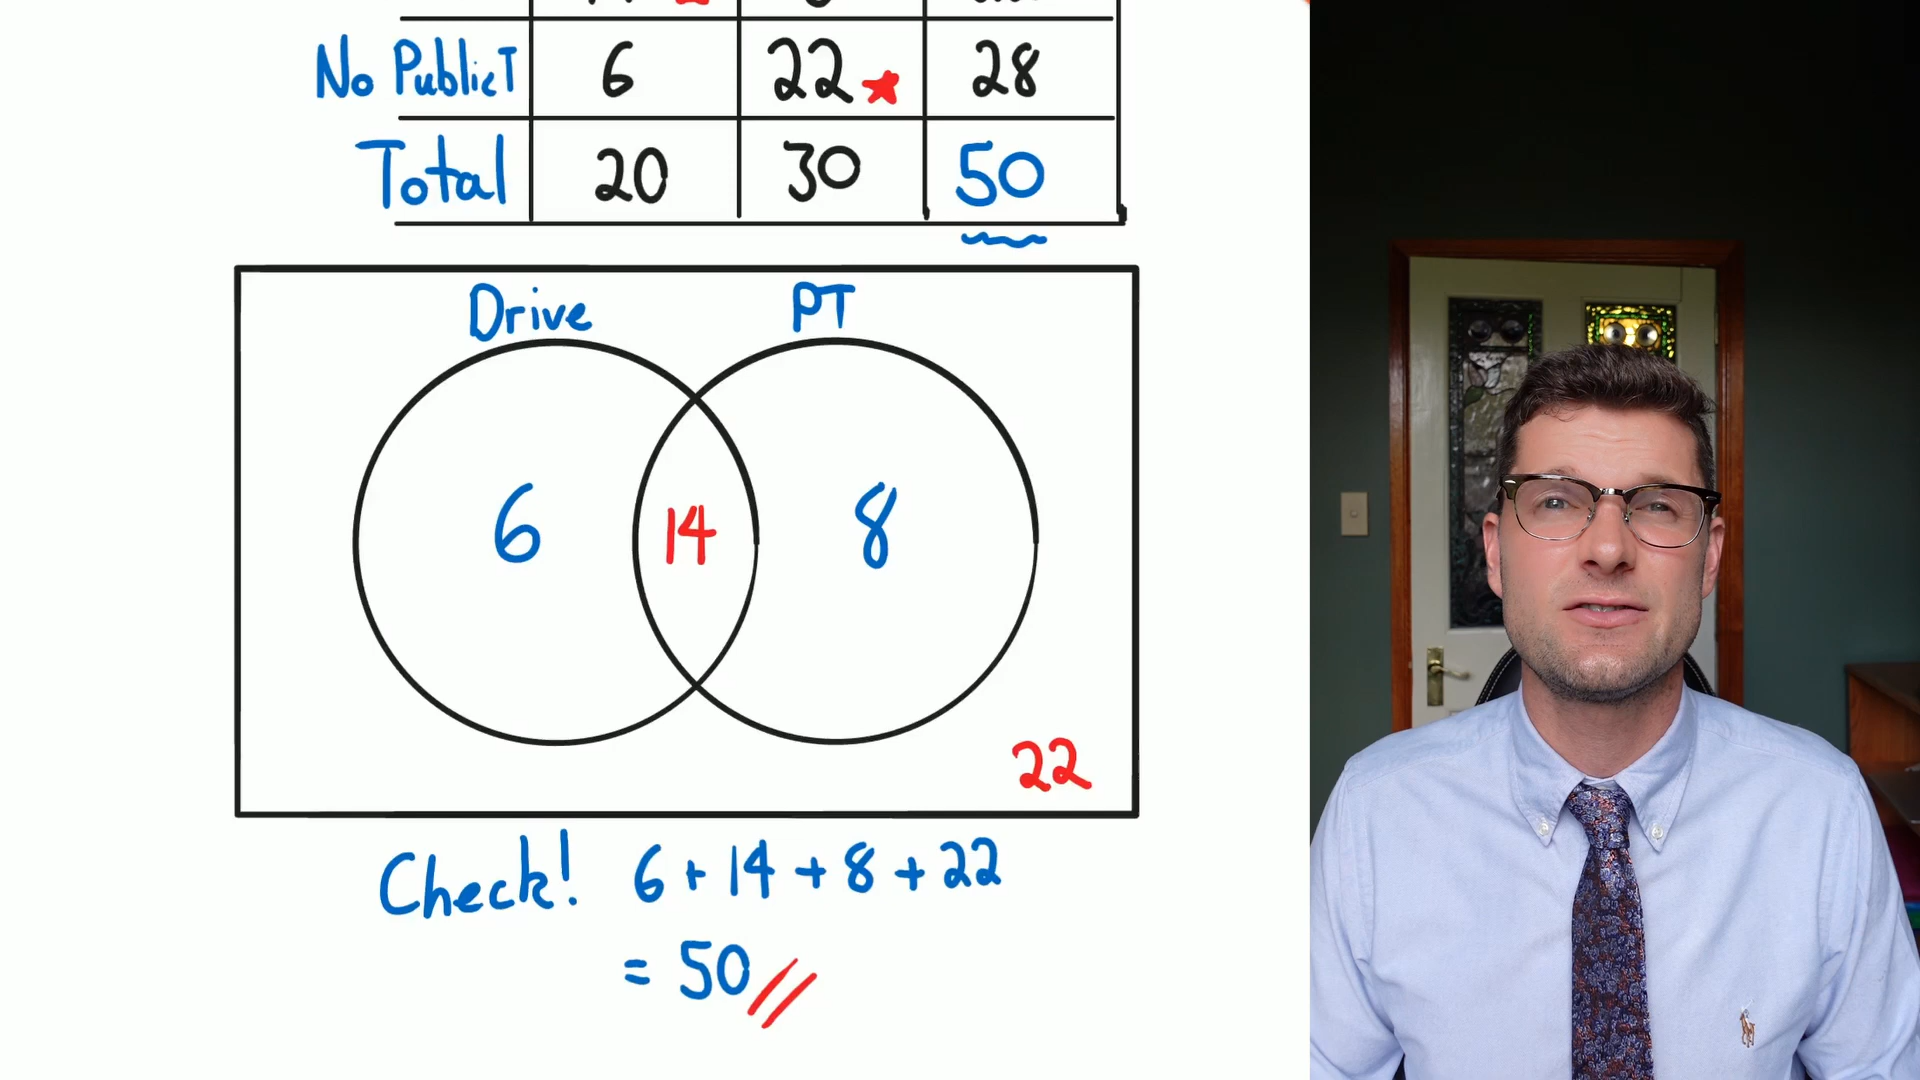 No PublicT 6 22 28
Total 20 30 50
Drive PT
6 14 8
22
Check! 6 + 14 + 8 + 22
= 50